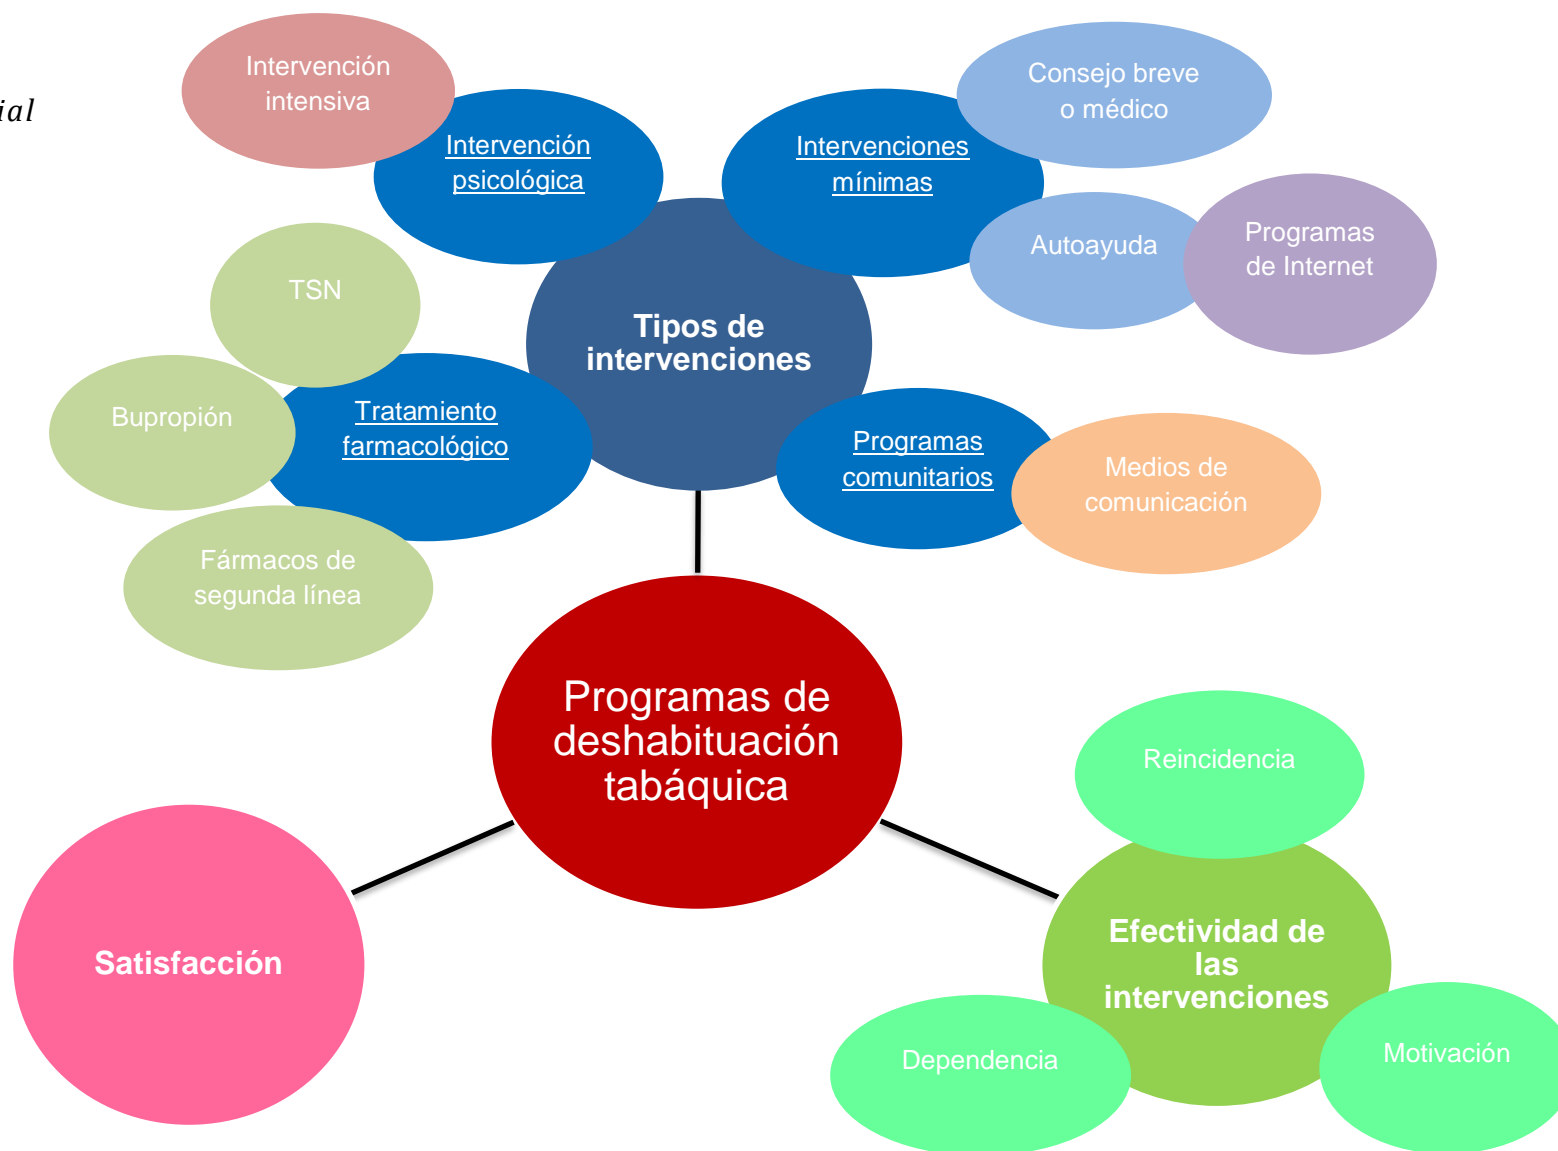 Intervención
intensiva
ial
Intervención
psicológica
Intervenciones
mínimas
Consejo breve
o médico
Autoayuda
Programas
de Internet
TSN
Tipos de
intervenciones
Bupropión
Tratamiento
farmacológico
Programas
comunitarios
Medios de
comunicación
Fármacos de
segunda línea
Programas de
deshabituación
tabáquica
Reincidencia
Satisfacción
Efectividad de
las
intervenciones
Dependencia
Motivación